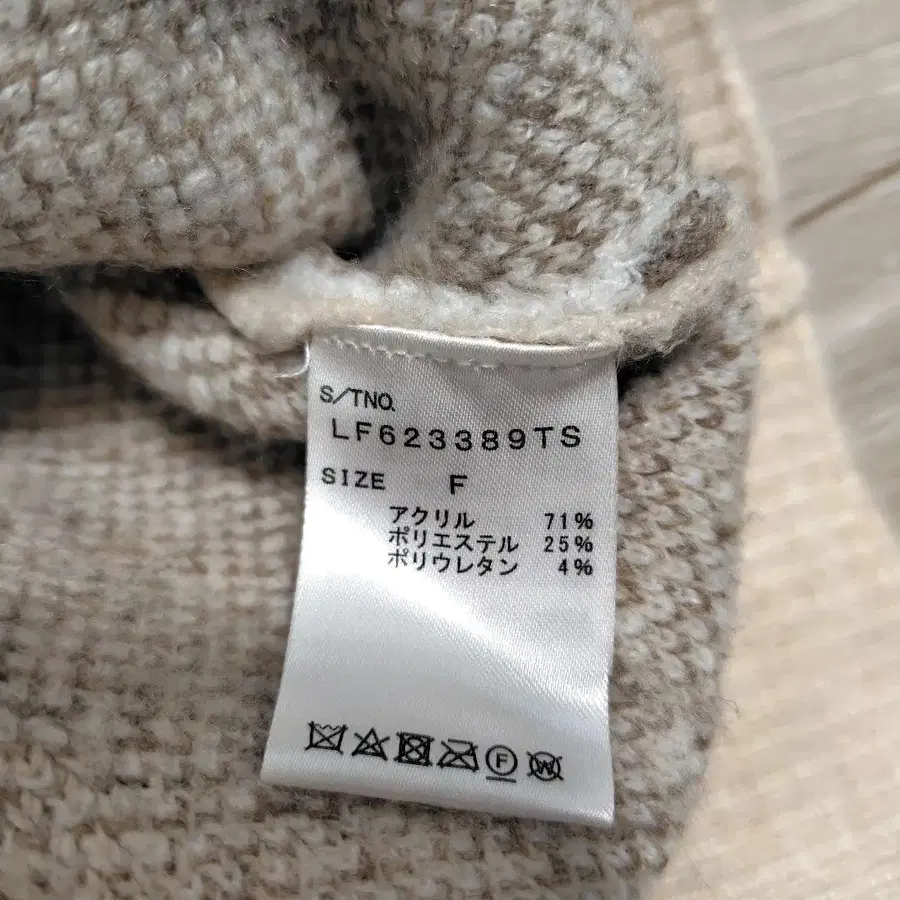 S/TNO.
LF623389TS
SIZE F
アクリル 71%
ポリエステル 25%
ポリウレタン 4%
F W